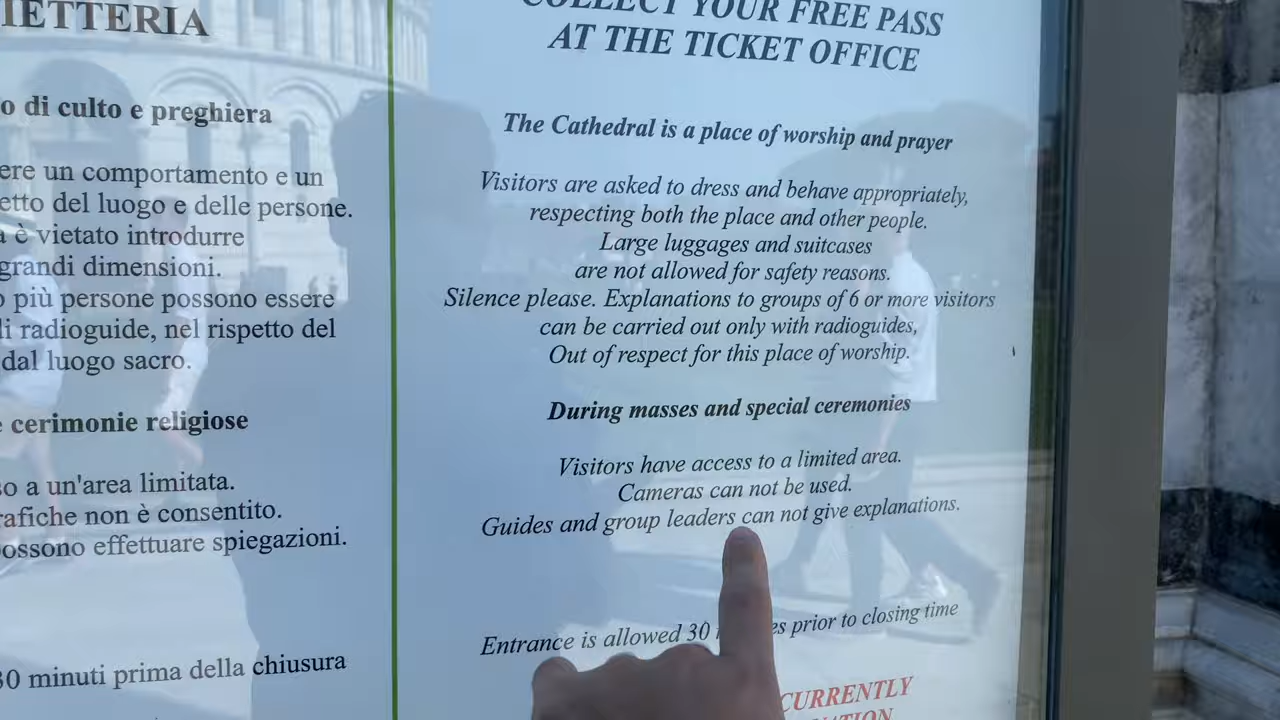 IETTERIA
o di culto e preghiera
ere un comportamento e un
etto del luogo e delle persone.
a è vietato introdurre
grandi dimensioni.
o più persone possono essere
di radioguide, nel rispetto del
dal luogo sacro.
e cerimonie religiose
so a un'area limitata.
rafiche non è consentito.
possono effettuare spiegazioni.
30 minuti prima della chiusura
COLLECT YOUR FREE PASS
AT THE TICKET OFFICE
The Cathedral is a place of worship and prayer
Visitors are asked to dress and behave appropriately,
respecting both the place and other people.
Large luggages and suitcases
are not allowed for safety reasons.
Silence please. Explanations to groups of 6 or more visitors
can be carried out only with radioguides,
Out of respect for this place of worship.
During masses and special ceremonies
Visitors have access to a limited area.
Cameras can not be used.
Guides and group leaders can not give explanations.
Entrance is allowed 30 es prior to closing time
CURRENTLY